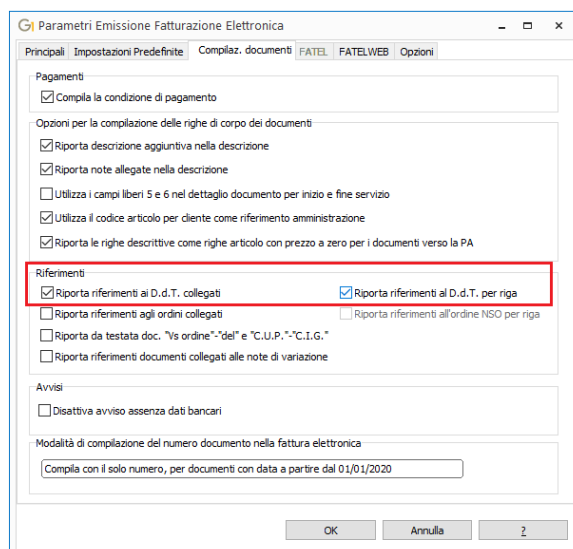 GI Parametri Emissione Fatturazione Elettronica
Principali Impostazioni Predefinite Compilaz. documenti FATEL FATELWEB Opzioni
Pagamenti
Compila la condizione di pagamento
Opzioni per la compilazione delle righe di corpo dei documenti
Riporta descrizione aggiuntiva nella descrizione
Riporta note allegate nella descrizione
Utilizza i campi liberi 5 e 6 nel dettaglio documento per inizio e fine servizio
Utilizza il codice articolo per cliente come riferimento amministrazione
Riporta le righe descrittive come righe articolo con prezzo a zero per i documenti verso la PA
Riferimenti
Riporta riferimenti ai D.d.T. collegati Riporta riferimenti al D.d.T. per riga
Riporta riferimenti agli ordini collegati Riporta riferimenti all'ordine NSO per riga
Riporta da testata doc. "Vs ordine"-"del" e "C.U.P."-"C.I.G."
Riporta riferimenti documenti collegati alle note di variazione
Avvisi
Disattiva avviso assenza dati bancari
Modalità di compilazione del numero documento nella fattura elettronica
Compila con il solo numero, per documenti con data a partire dal 01/01/2020
OK Annulla ?